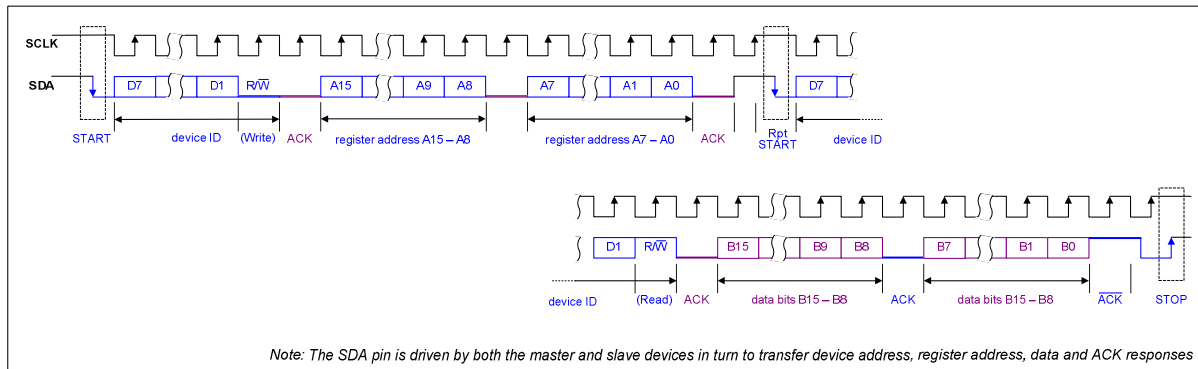 SCLK
SDA
D7 D1 R/W A15 A9 A8 A7 A1 A0 D7
START device ID (Write) ACK register address A15 – A8 register address A7 – A0 ACK Rpt START device ID
D1 R/W B15 B9 B8 B7 B1 B0
device ID (Read) ACK data bits B15 – B8 ACK data bits B15 – B8 ACK STOP
Note: The SDA pin is driven by both the master and slave devices in turn to transfer device address, register address, data and ACK responses